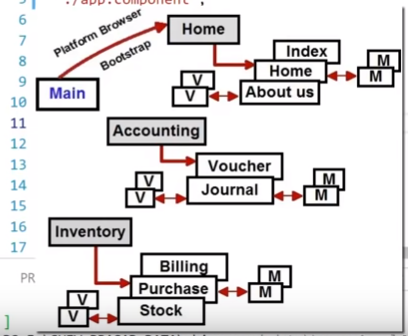 5
"./app.component";
6
7
8
9
10
11
12
13
14
15
16
17
Platform Browser
Bootstrap
Main
Home
Index
Home
About us
V
V
M
M
Accounting
Voucher
Journal
V
V
M
M
Inventory
Billing
Purchase
Stock
V
V
M
M
PR
]